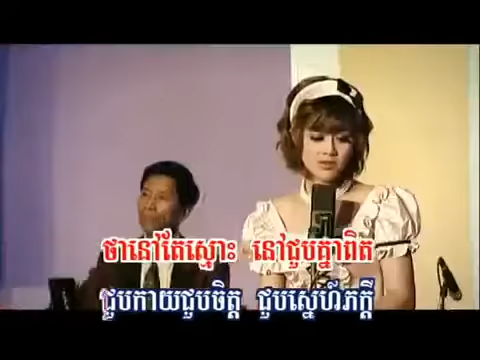 ថានៅតែស្មោះ នៅជួបគ្នាពិត
ជួបកាយជួបចិត្ត ជួបស្នេហ៍ភក្តី